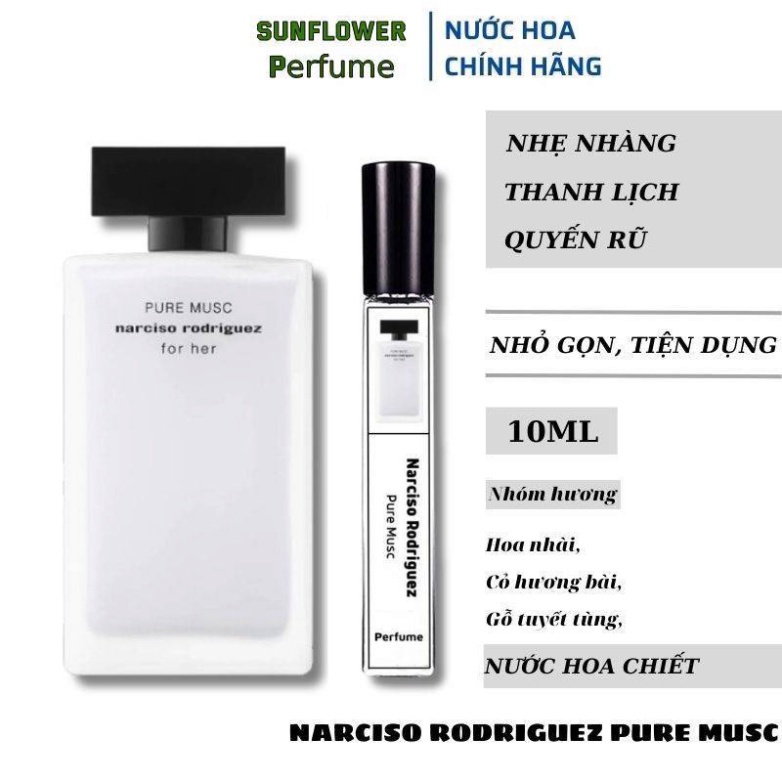 SUNFLOWER
Perfume
NƯỚC HOA
CHÍNH HÃNG
NHẸ NHÀNG
THANH LỊCH
QUYẾN RŨ
PURE MUSC
narciso rodriguez
for her
NHỎ GỌN, TIỆN DỤNG
10ML
Nhóm hương
Hoa nhài,
Cỏ hương bài,
Gỗ tuyết tùng,
NƯỚC HOA CHIẾT
Narciso Rodriguez
Pure Musc
Perfume
NARCISO RODRIGUEZ PURE MUSC